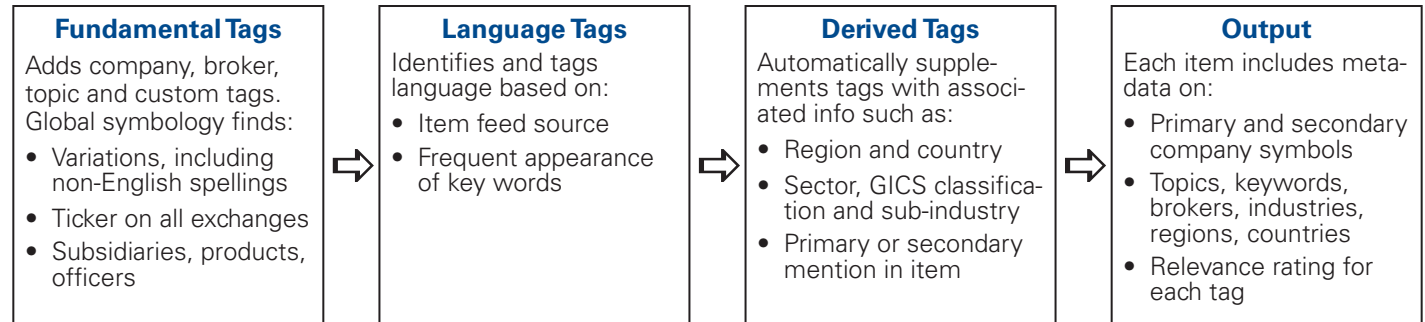 Fundamental Tags
Adds company, broker,
topic and custom tags.
Global symbology finds:
• Variations, including
non-English spellings
• Ticker on all exchanges
• Subsidiaries, products,
officers
Language Tags
Identifies and tags
language based on:
• Item feed source
• Frequent appearance
of key words
Derived Tags
Automatically supple-
ments tags with associ-
ated info such as:
• Region and country
• Sector, GICS classifica-
tion and sub-industry
• Primary or secondary
mention in item
Output
Each item includes meta-
data on:
• Primary and secondary
company symbols
• Topics, keywords,
brokers, industries,
regions, countries
• Relevance rating for
each tag